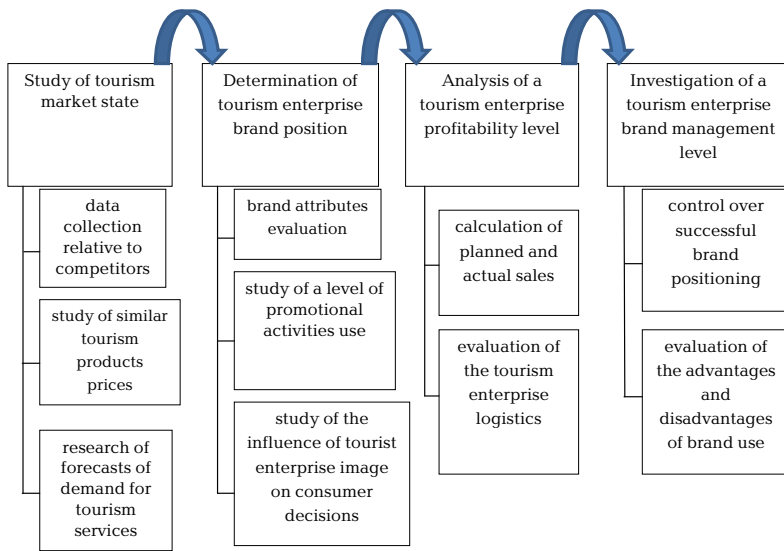 Study of tourism
market state
data
collection
relative to
competitors
study of similar
tourism
products
prices
research of
forecasts of
demand for
tourism
services
Determination of
tourism enterprise
brand position
brand attributes
evaluation
study of a level of
promotional
activities use
study of the
influence of tourist
enterprise image
on consumer
decisions
Analysis of a
tourism enterprise
profitability level
calculation of
planned and
actual sales
evaluation of
the tourism
enterprise
logistics
Investigation of a
tourism enterprise
brand management
level
control over
successful
brand
positioning
evaluation of
the advantages
and
disadvantages
of brand use